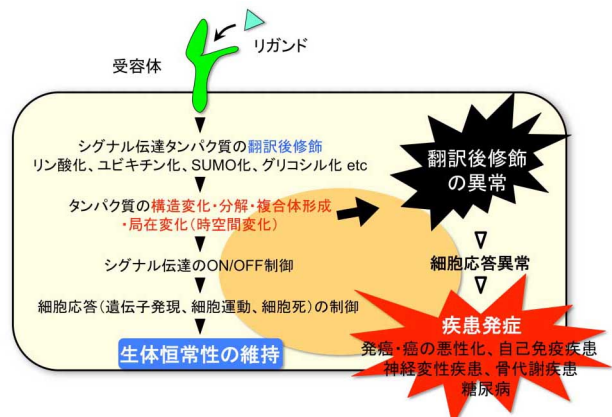 リガンド
受容体
シグナル伝達タンパク質の翻訳後修飾
リン酸化、ユビキチン化、SUMO化、グリコシル化 etc
タンパク質の構造変化・分解・複合体形成
・局在変化(時空間変化)
シグナル伝達のON/OFF制御
細胞応答(遺伝子発現、細胞運動、細胞死)の制御
生体恒常性の維持
翻訳後修飾
の異常
細胞応答異常
疾患発症
発癌・癌の悪性化、自己免疫疾患
神経変性疾患、骨代謝疾患
糖尿病